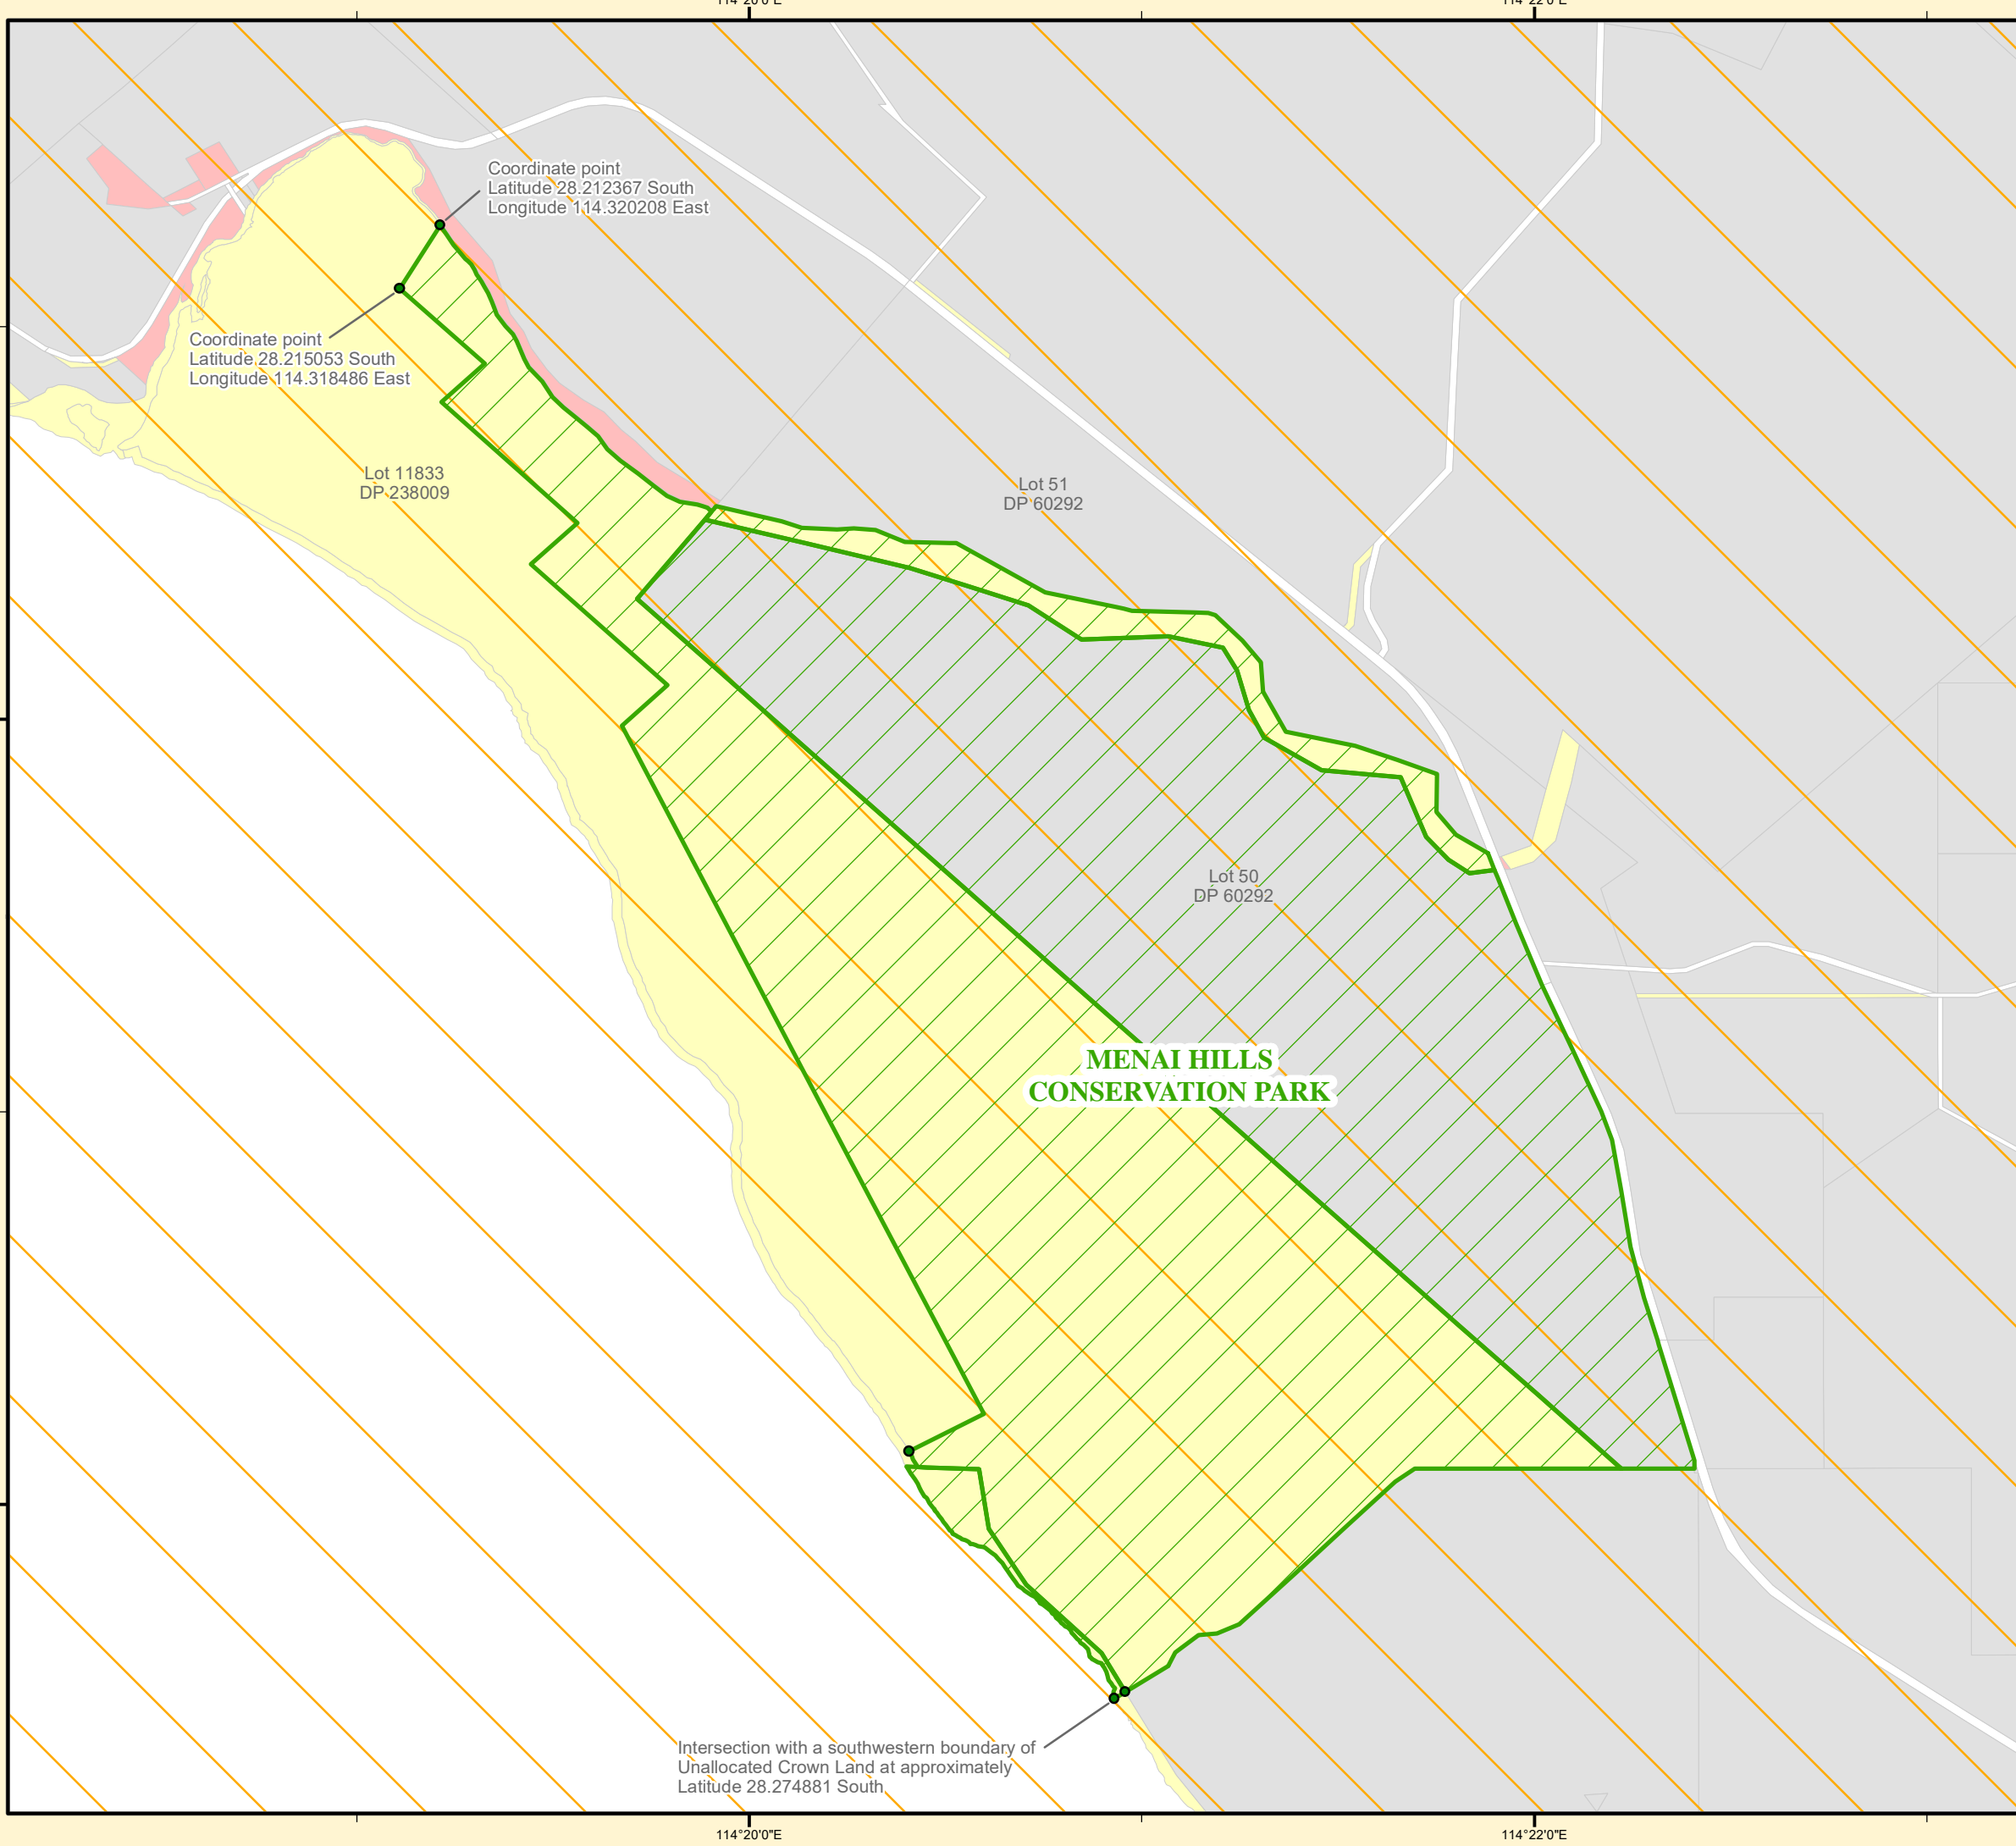 114°20'0"E
114°22'0"E
Coordinate point
Latitude 28.212367 South
Longitude 114.320208 East
Coordinate point
Latitude 28.215053 South
Longitude 114.318486 East
Lot 11833
DP 238009
Lot 51
DP 60292
Lot 50
DP 60292
MENAI HILLS
CONSERVATION PARK
Intersection with a southwestern boundary of
Unallocated Crown Land at approximately
Latitude 28.274881 South
114°20'0"E
114°22'0"E